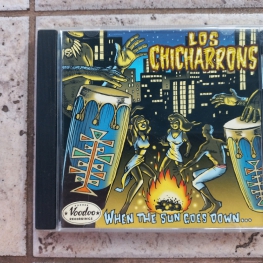 LOS
CHICHARRONS
Voodoo
WHEN THE SUN GOES DOWN...